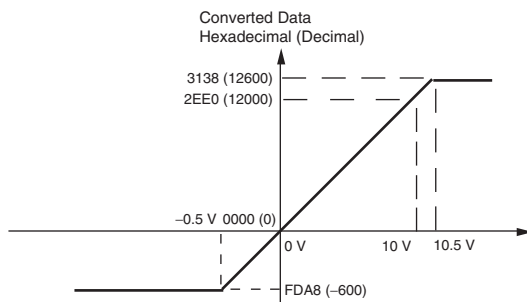 Converted Data
Hexadecimal (Decimal)
3138 (12600)
2EE0 (12000)
−0.5 V 0000 (0)
0 V
10 V
10.5 V
FDA8 (−600)